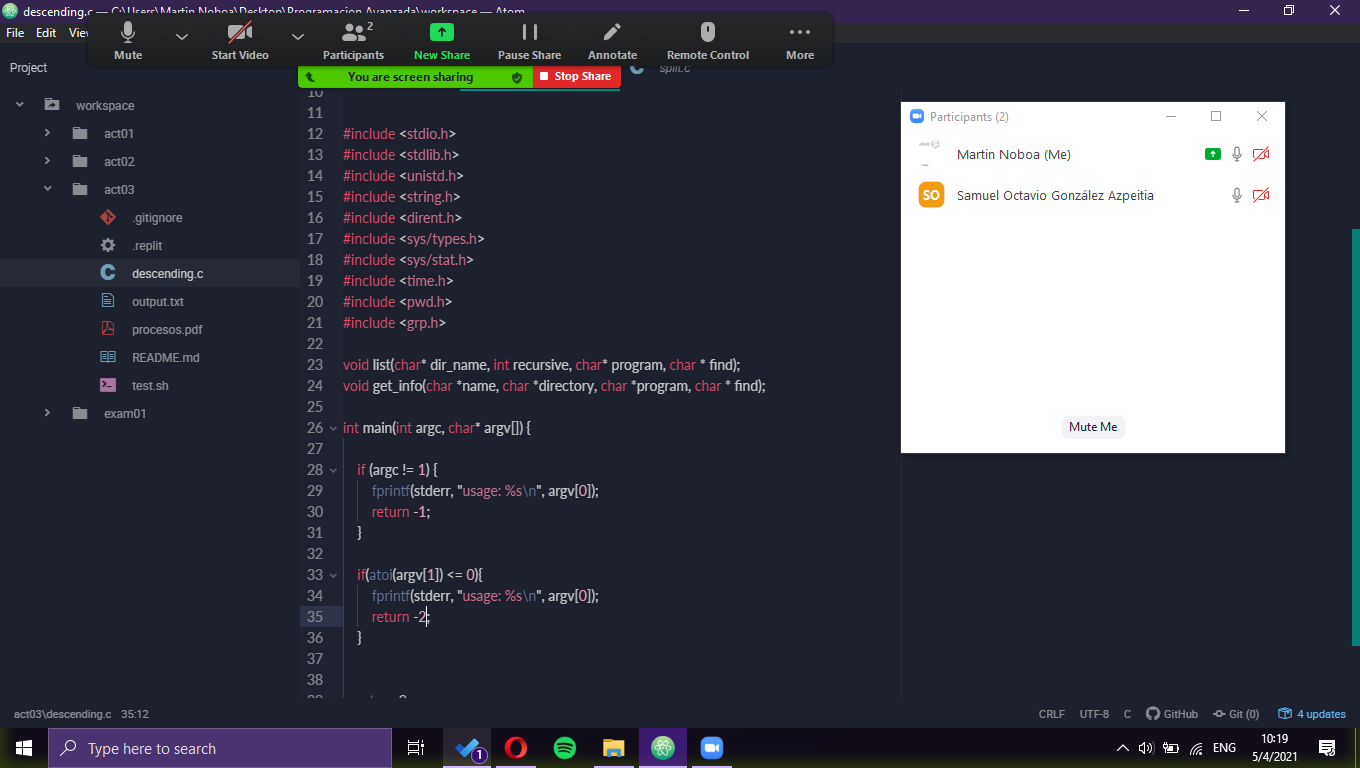 descending.c — C:\Users\Martin Noboa\Desktop\Programacion Avanzada\workspace — Atom
File Edit View
Mute
Start Video
Participants 2
New Share
Pause Share
Annotate
Remote Control
More
You are screen sharing
Stop Share
split.c
Project
workspace
act01
act02
act03
.gitignore
.replit
descending.c
output.txt
procesos.pdf
README.md
test.sh
exam01
10
11
12 #include <stdio.h>
13 #include <stdlib.h>
14 #include <unistd.h>
15 #include <string.h>
16 #include <dirent.h>
17 #include <sys/types.h>
18 #include <sys/stat.h>
19 #include <time.h>
20 #include <pwd.h>
21 #include <grp.h>
22
23 void list(char* dir_name, int recursive, char* program, char * find);
24 void get_info(char *name, char *directory, char *program, char * find);
25
26 int main(int argc, char* argv[]) {
27
28 if (argc != 1) {
29 fprintf(stderr, "usage: %s\n", argv[0]);
30 return -1;
31 }
32
33 if(atoi(argv[1]) <= 0){
34 fprintf(stderr, "usage: %s\n", argv[0]);
35 return -2;
36 }
37
38
Participants (2)
Martin Noboa (Me)
SO Samuel Octavio González Azpeitia
Mute Me
act03\descending.c 35:12
CRLF UTF-8 C GitHub Git (0) 4 updates
Type here to search
1
ENG
10:19
5/4/2021